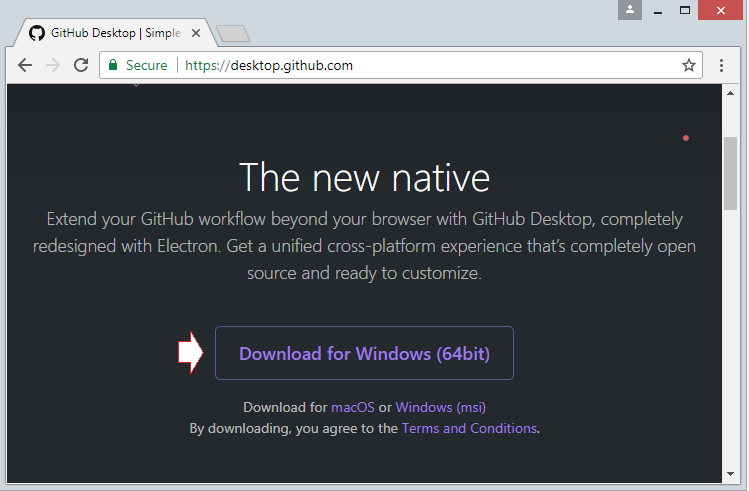 GitHub Desktop | Simple
Secure | https://desktop.github.com
The new native
Extend your GitHub workflow beyond your browser with GitHub Desktop, completely
redesigned with Electron. Get a unified cross-platform experience that's completely open
source and ready to customize.
Download for Windows (64bit)
Download for macOS or Windows (msi)
By downloading, you agree to the Terms and Conditions.